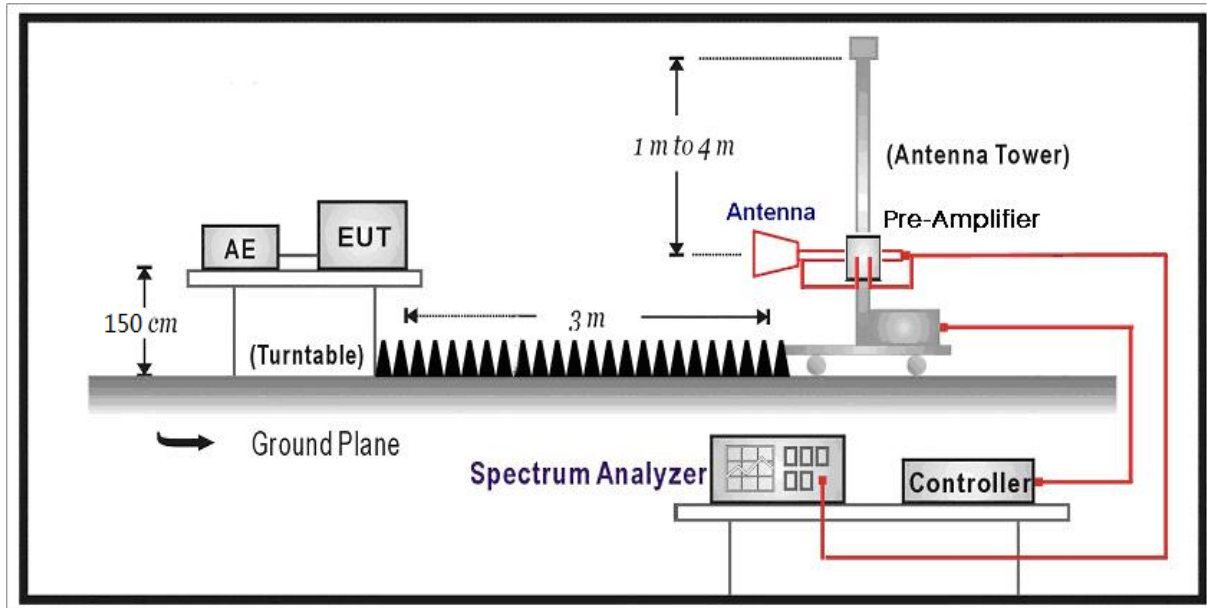 1 m to 4 m
(Antenna Tower)
Antenna
Pre-Amplifier
AE
EUT
150 cm
3 m
(Turntable)
Ground Plane
Spectrum Analyzer
Controller